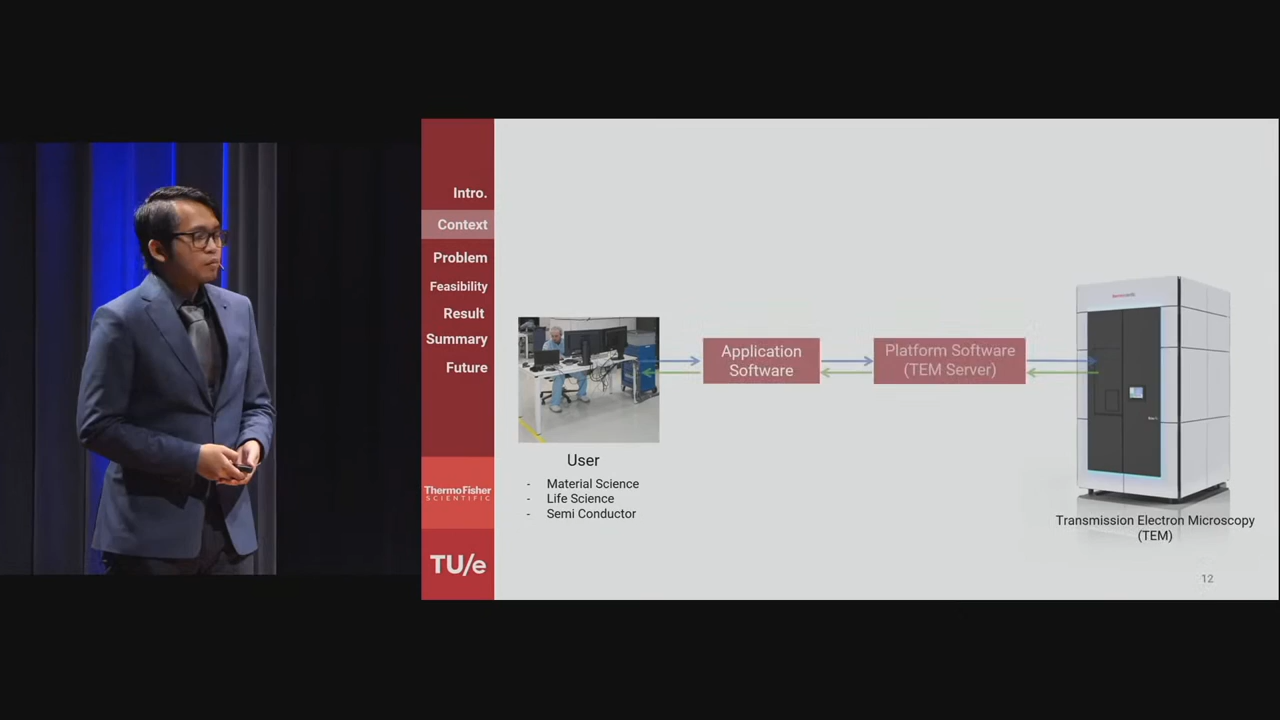 Intro.
Context
Problem
Feasibility
Result
Summary
Future
ThermoFisher
SCIENTIFIC
TU/e
Application
Software
Platform Software
(TEM Server)
User
- Material Science
- Life Science
- Semi Conductor
Transmission Electron Microscopy
(TEM)
12